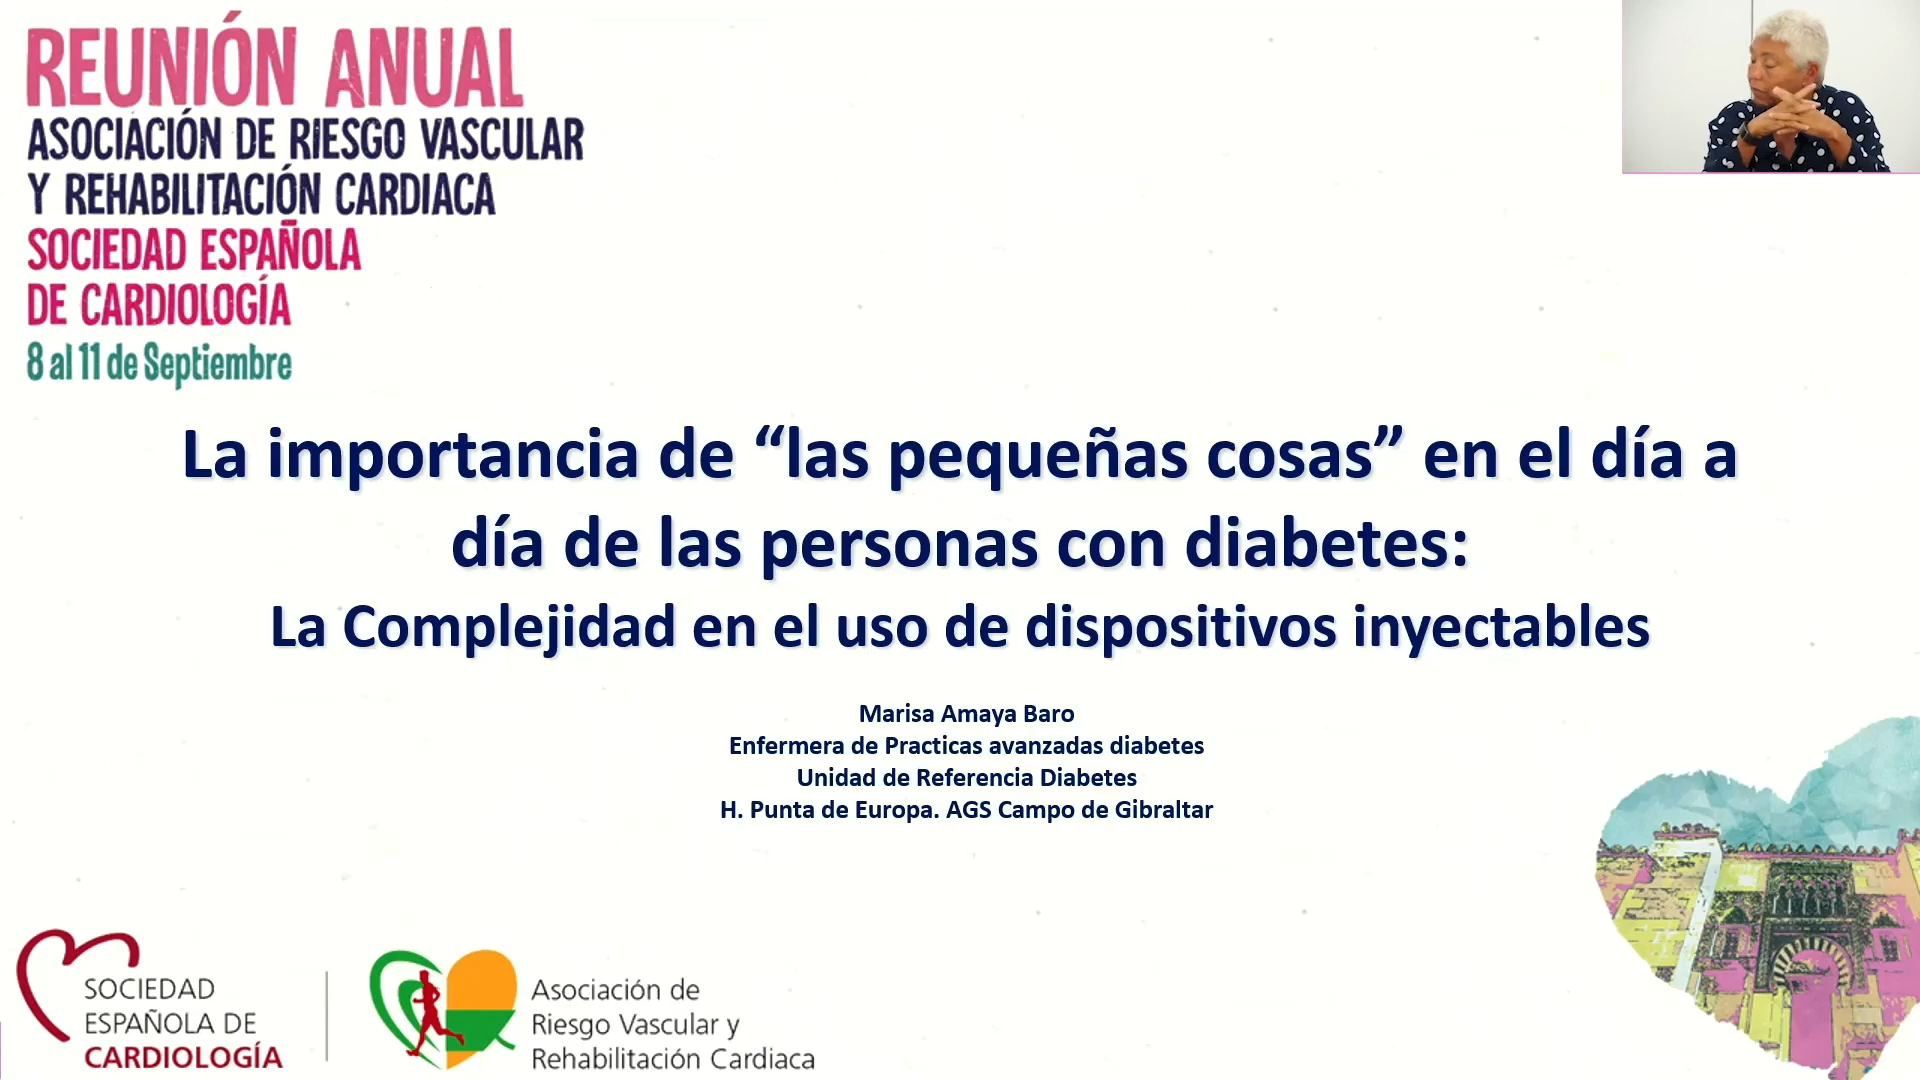 REUNIÓN ANUAL
ASOCIACIÓN DE RIESGO VASCULAR
Y REHABILITACIÓN CARDIACA
SOCIEDAD ESPAÑOLA
DE CARDIOLOGÍA
8 al 11 de Septiembre
La importancia de “las pequeñas cosas” en el día a
día de las personas con diabetes:
La Complejidad en el uso de dispositivos inyectables
Marisa Amaya Baro
Enfermera de Practicas avanzadas diabetes
Unidad de Referencia Diabetes
H. Punta de Europa. AGS Campo de Gibraltar
SOCIEDAD
ESPAÑOLA DE
CARDIOLOGÍA
Asociación de
Riesgo Vascular y
Rehabilitación Cardiaca